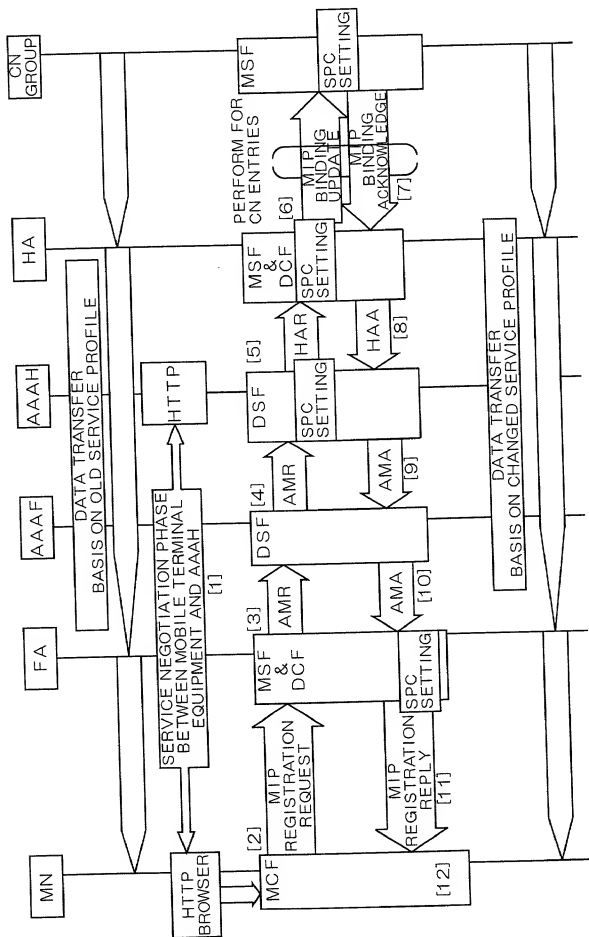 MN
FA
AAAF
AAAH
HA
CN
GROUP
DATA TRANSFER
BASIS ON OLD SERVICE PROFILE
HTTP
BROWSER
SERVICE NEGOTIATION PHASE
BETWEEN MOBILE TERMINAL
EQUIPMENT AND AAAH
[1]
HTTP
MCF
[2]
MIP
REGISTRATION
REQUEST
MSF
&
DCF
[3]
AMR
DSF
[4]
AMR
DSF
SPC
SETTING
[5]
HAR
MSF
&
DCF
SPC
SETTING
PERFORM FOR
CN ENTRIES
[6]
MIP
BINDING
UPDATE
MSF
SPC
SETTING
MIP
BINDING
ACKNOWLEDGE
[7]
HAA
[8]
AMA
[9]
AMA
[10]
SPC
SETTING
MIP
REGISTRATION
REPLY
[11]
[12]
DATA TRANSFER
BASIS ON CHANGED SERVICE PROFILE